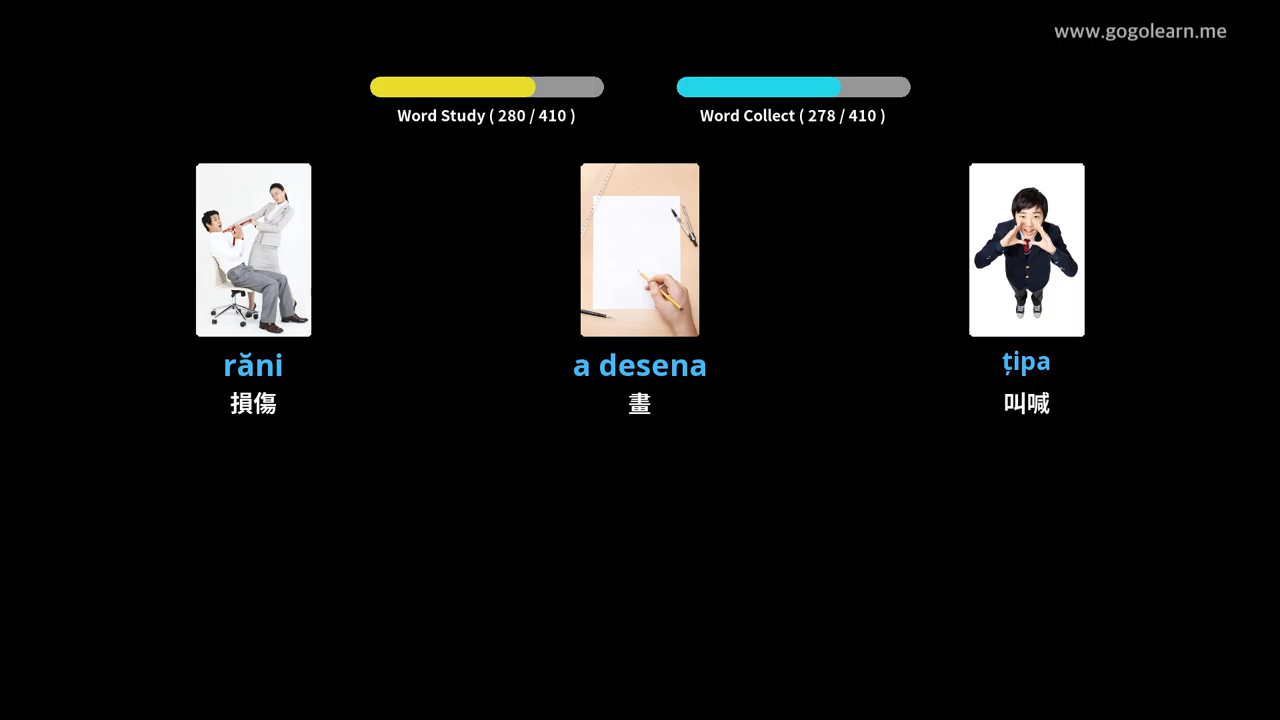 www.gogolearn.me
Word Study ( 280 / 410 )
Word Collect ( 278 / 410 )
răni
損傷
a desena
畫
țipa
叫喊